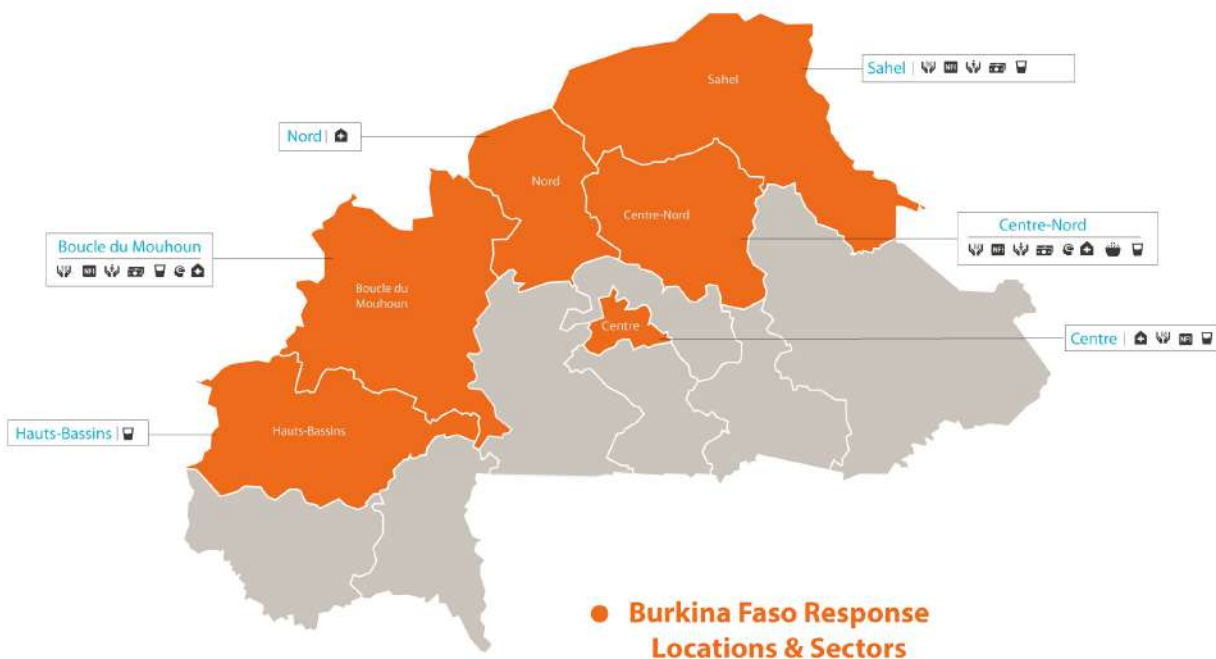 Sahel
Sahel | NFI
Nord |
Nord
Centre-Nord
Centre-Nord
NFI
Boucle du Mouhoun
NFI
Boucle du
Mouhoun
Centre
Centre | NFI
Hauts-Bassins |
Hauts-Bassins
Burkina Faso Response
Locations & Sectors